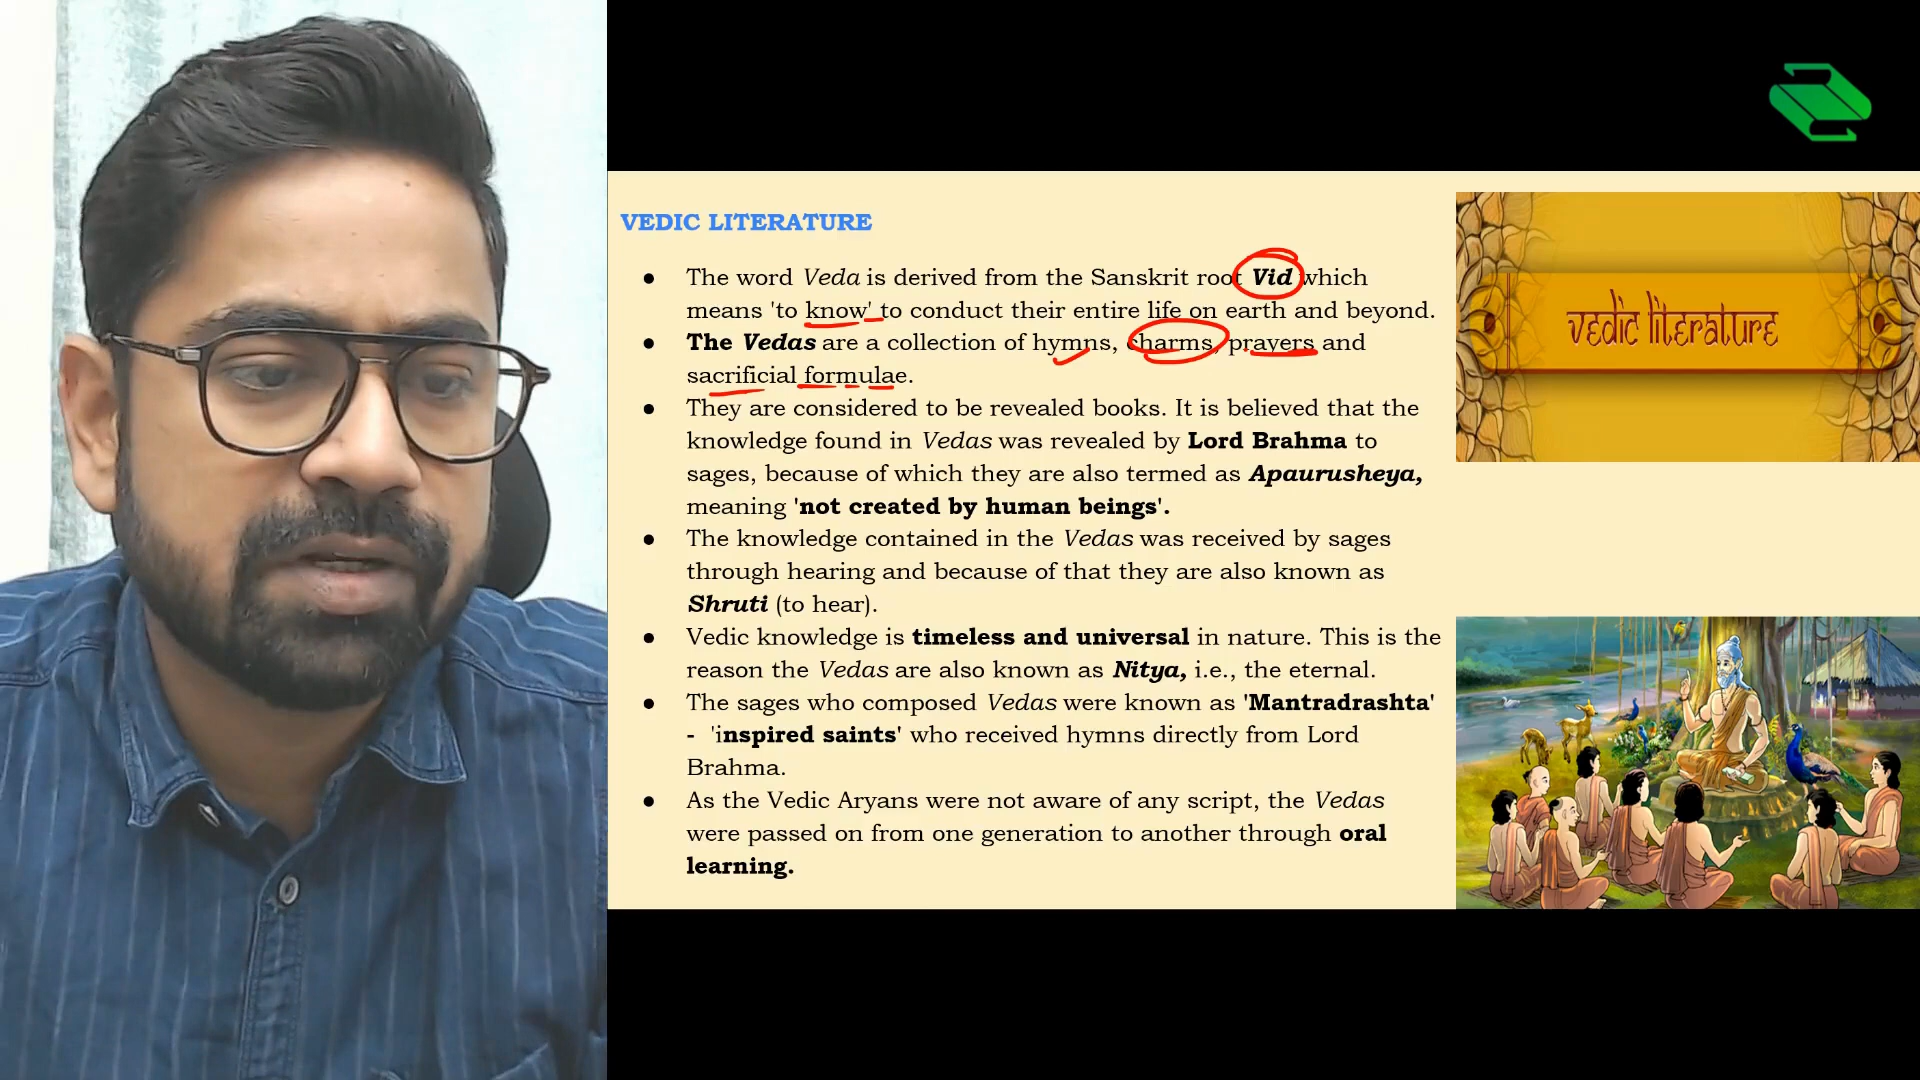 VEDIC LITERATURE
● The word Veda is derived from the Sanskrit root Vid which
means 'to know' to conduct their entire life on earth and beyond.
● The Vedas are a collection of hymns, charms, prayers and
sacrificial formulae.
● They are considered to be revealed books. It is believed that the
knowledge found in Vedas was revealed by Lord Brahma to
sages, because of which they are also termed as Apaurusheya,
meaning 'not created by human beings'.
● The knowledge contained in the Vedas was received by sages
through hearing and because of that they are also known as
Shruti (to hear).
● Vedic knowledge is timeless and universal in nature. This is the
reason the Vedas are also known as Nitya, i.e., the eternal.
● The sages who composed Vedas were known as 'Mantradrashta'
- 'inspired saints' who received hymns directly from Lord
Brahma.
● As the Vedic Aryans were not aware of any script, the Vedas
were passed on from one generation to another through oral
learning.
vedic literature